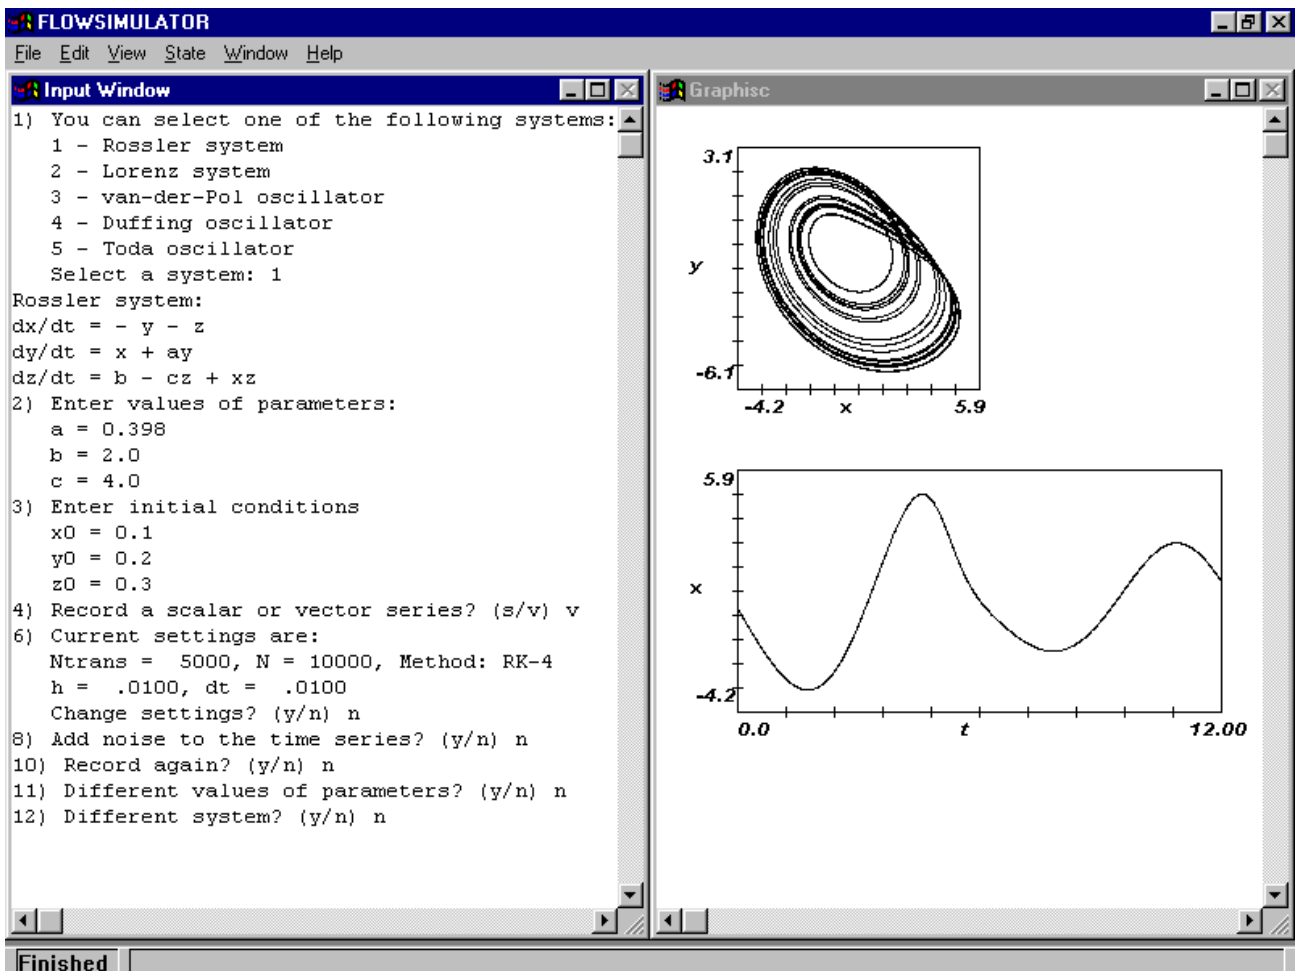 FLOWSIMULATOR
File Edit View State Window Help
Input Window
1) You can select one of the following systems:
1 - Rossler system
2 - Lorenz system
3 - van-der-Pol oscillator
4 - Duffing oscillator
5 - Toda oscillator
Select a system: 1
Rossler system:
dx/dt = - y - z
dy/dt = x + ay
dz/dt = b - cz + xz
2) Enter values of parameters:
a = 0.398
b = 2.0
c = 4.0
3) Enter initial conditions
x0 = 0.1
y0 = 0.2
z0 = 0.3
4) Record a scalar or vector series? (s/v) v
6) Current settings are:
Ntrans =  5000, N = 10000, Method: RK-4
h =  .0100, dt =  .0100
Change settings? (y/n) n
8) Add noise to the time series? (y/n) n
10) Record again? (y/n) n
11) Different values of parameters? (y/n) n
12) Different system? (y/n) n
Graphisc
3.1
y
-6.1
-4.2 x 5.9
5.9
x
-4.2
0.0 t 12.00
Finished